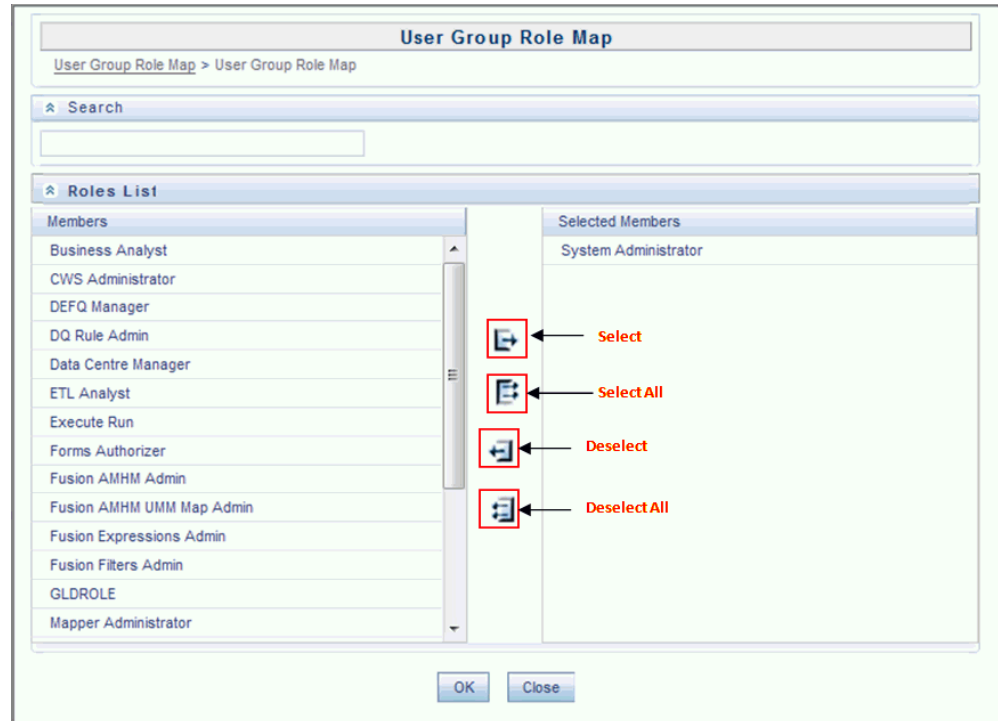 User Group Role Map
User Group Role Map > User Group Role Map
Search
Roles List
Members
Business Analyst
CWS Administrator
DEFQ Manager
DQ Rule Admin
Data Centre Manager
ETL Analyst
Execute Run
Forms Authorizer
Fusion AMHM Admin
Fusion AMHM UMM Map Admin
Fusion Expressions Admin
Fusion Filters Admin
GLDROLE
Mapper Administrator
Select
Select All
Deselect
Deselect All
Selected Members
System Administrator
OK
Close